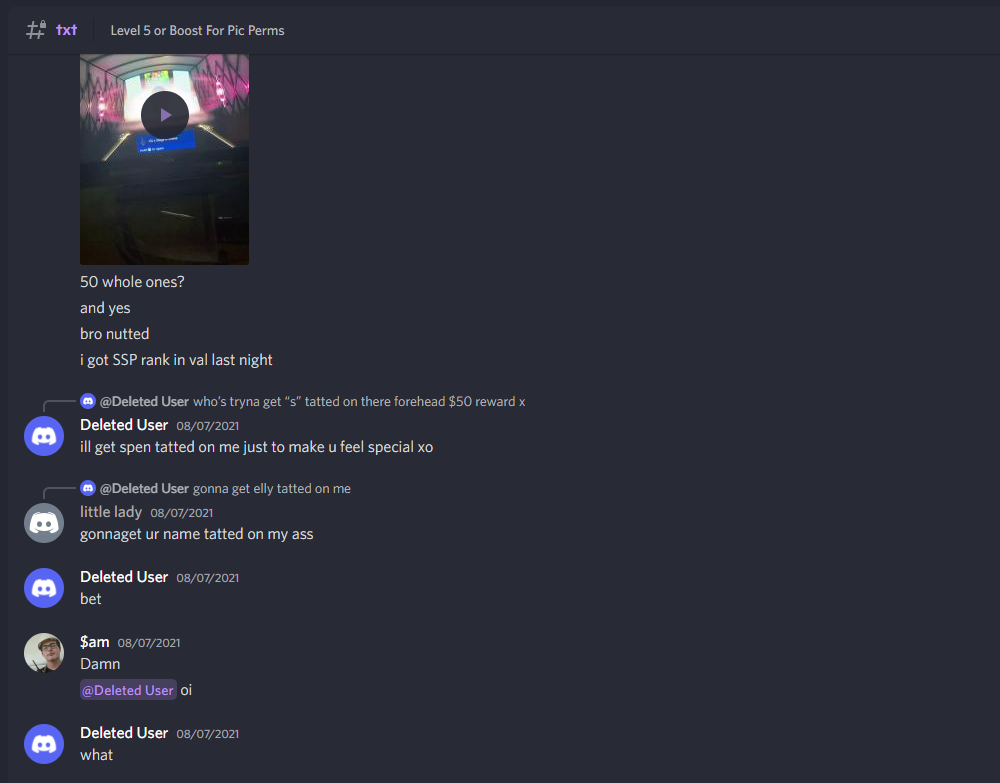 txt
Level 5 or Boost For Pic Perms
50 whole ones?
and yes
bro nutted
i got SSP rank in val last night
@Deleted User who's tryna get “s” tatted on there forehead $50 reward x
Deleted User 08/07/2021
ill get spen tatted on me just to make u feel special xo
@Deleted User gonna get elly tatted on me
little lady 08/07/2021
gonnaget ur name tatted on my ass
Deleted User 08/07/2021
bet
$am 08/07/2021
Damn
@Deleted User oi
Deleted User 08/07/2021
what